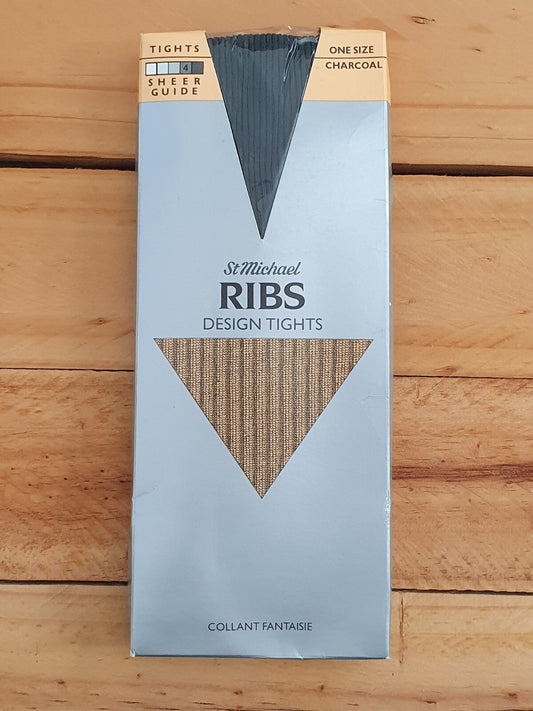 TIGHTS
4
SHEER
GUIDE
ONE SIZE
CHARCOAL
St Michael
RIBS
DESIGN TIGHTS
COLLANT FANTAISIE